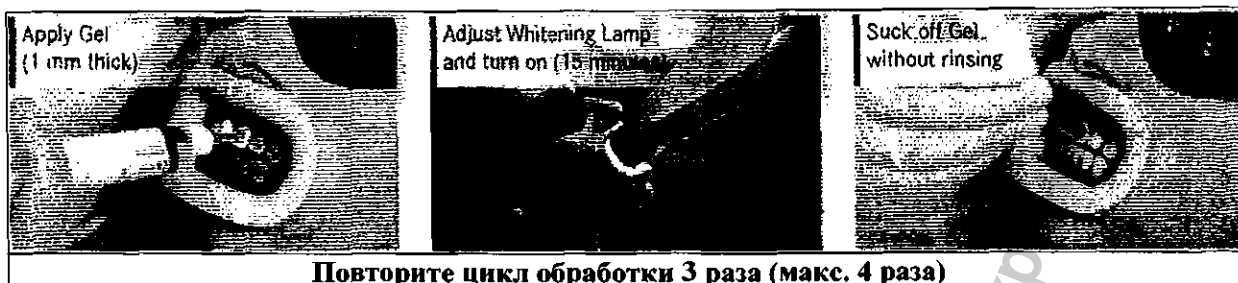 Apply Gel
(1 mm thick)
Adjust Whitening Lamp
and turn on (15 minutes)
Suck off Gel
without rinsing
Повторите цикл обработки 3 раза (макс. 4 раза)